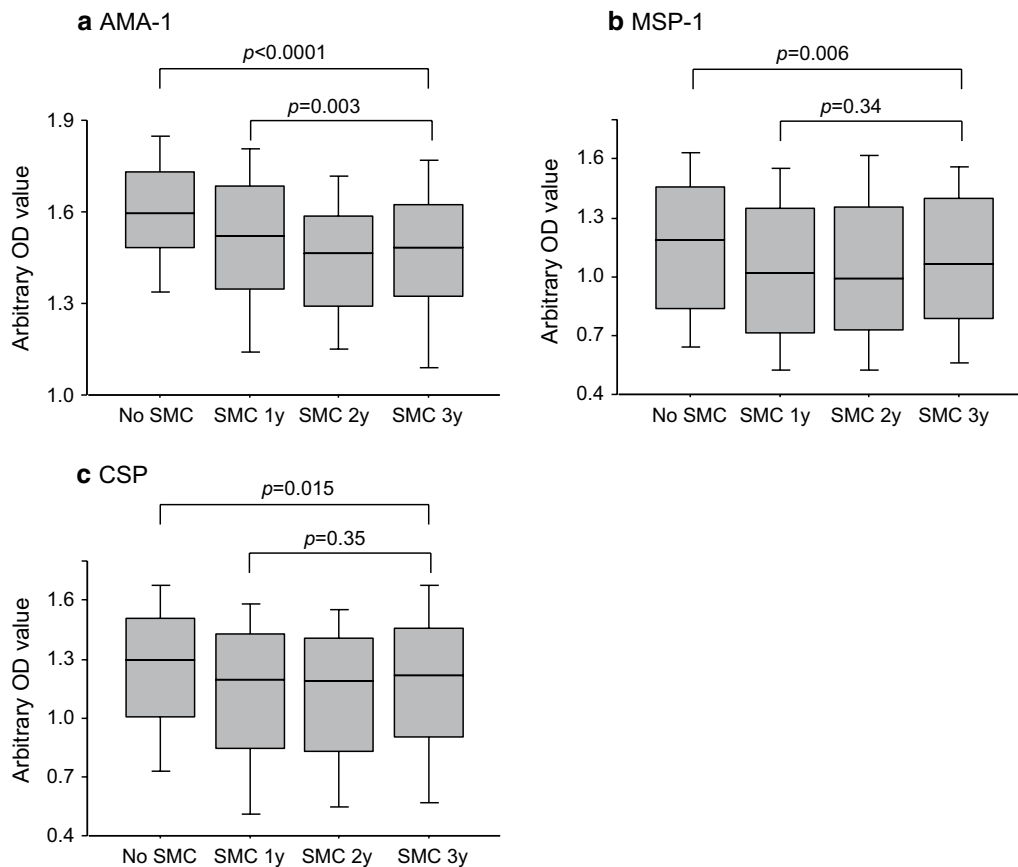 a AMA-1
p<0.0001
p=0.003
1.9
1.6
1.3
1.0
Arbitrary OD value
No SMC SMC 1y SMC 2y SMC 3y
b MSP-1
p=0.006
p=0.34
1.6
1.3
1.0
0.7
0.4
Arbitrary OD value
No SMC SMC 1y SMC 2y SMC 3y
c CSP
p=0.015
p=0.35
1.6
1.3
1.0
0.7
0.4
Arbitrary OD value
No SMC SMC 1y SMC 2y SMC 3y